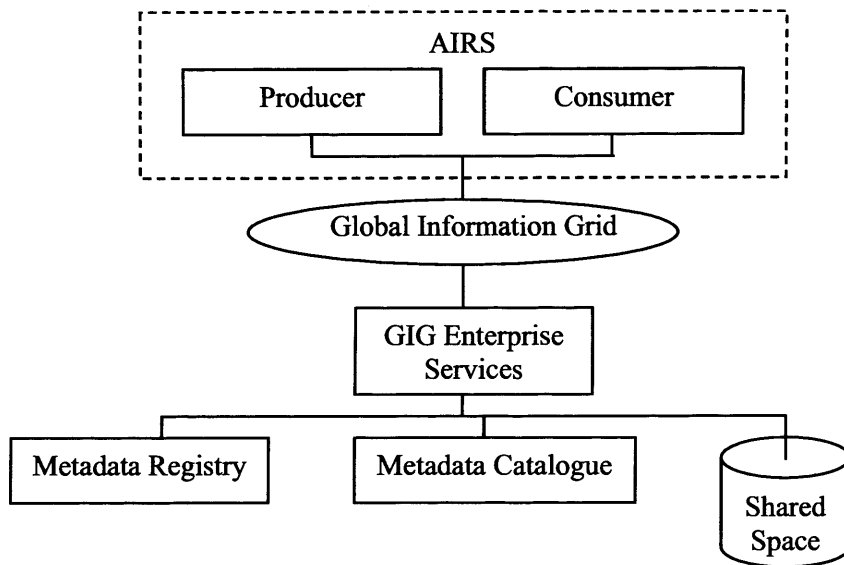 AIRS
Producer
Consumer
Global Information Grid
GIG Enterprise
Services
Metadata Registry
Metadata Catalogue
Shared
Space